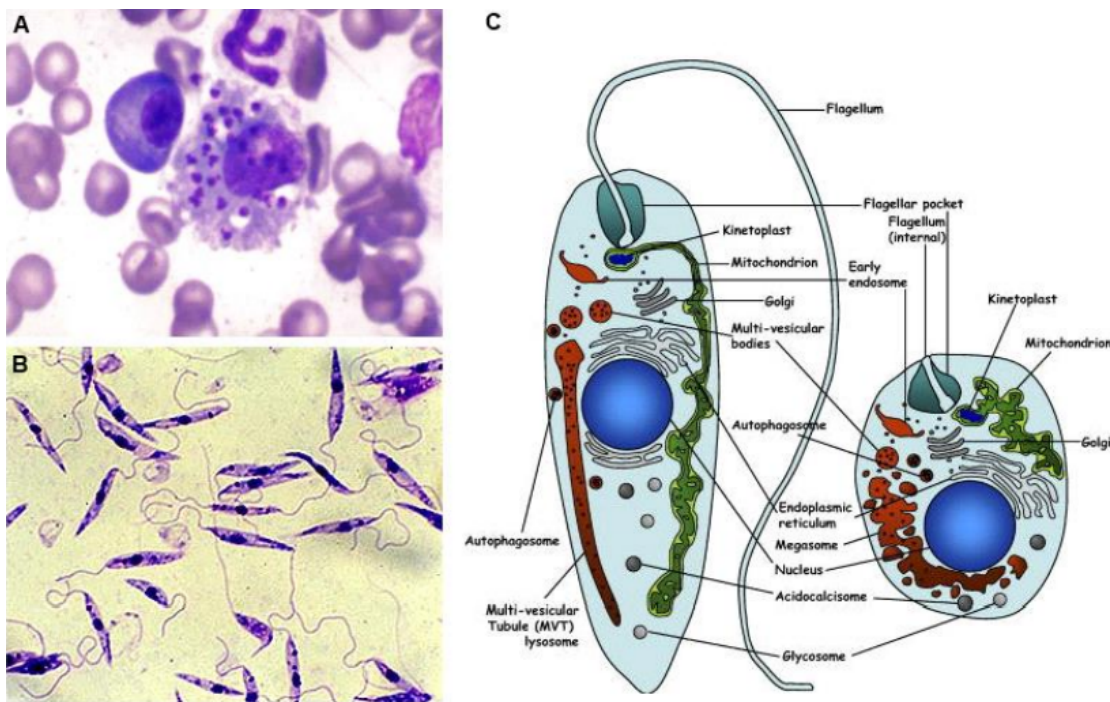 A
B
C
Flagellum
Flagellar pocket
Flagellum
(internal)
Kinetoplast
Mitochondrion
Early
endosome
Kinetoplast
Golgi
Multi-vesicular
bodies
Mitochondrion
Autophagosome
Golgi
Endoplasmic
reticulum
Autophagosome
Megasome
Nucleus
Acidocalcisome
Multi-vesicular
Tubule (MVT)
lysosome
Glycosome